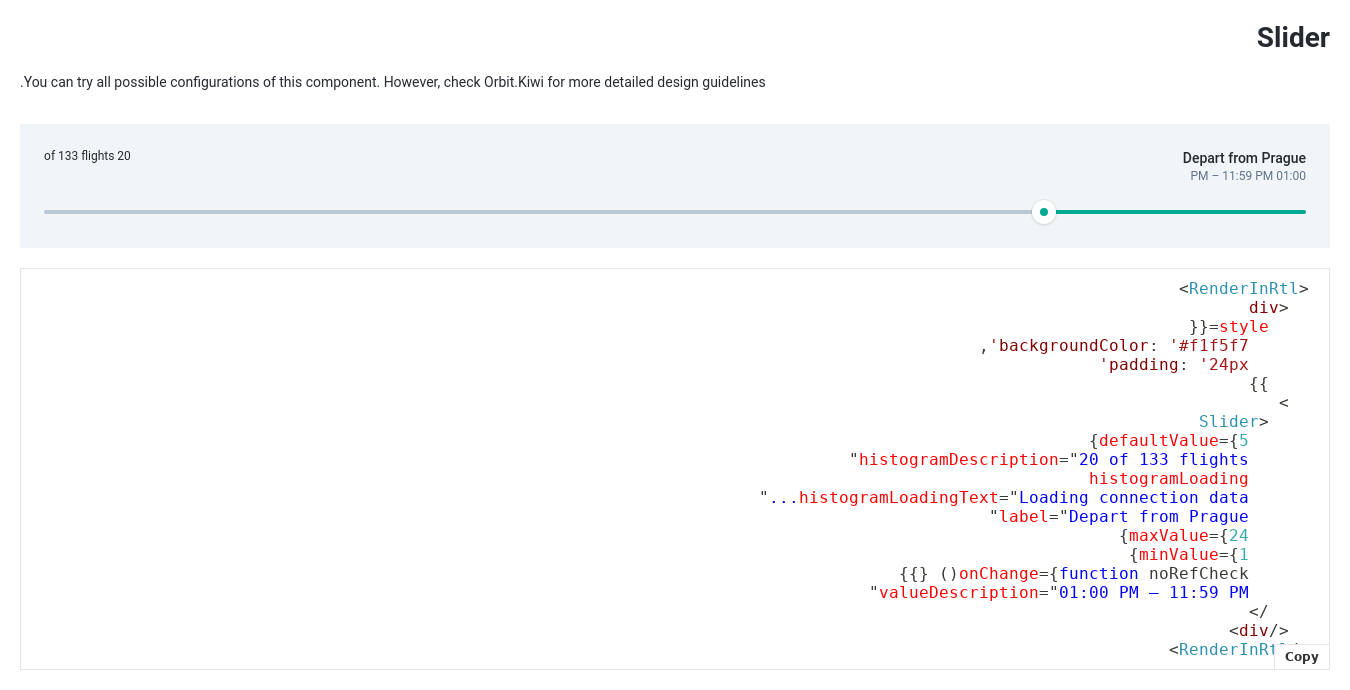 Slider
.You can try all possible configurations of this component. However, check Orbit.Kiwi for more detailed design guidelines
Depart from Prague
PM – 11:59 PM 01:00
of 133 flights 20
<RenderInRtl>
div>
}}=style
,'backgroundColor: '#f1f5f7
'padding: '24px
{{
<
Slider>
{defaultValue={5
"histogramDescription="20 of 133 flights
histogramLoading
"...histogramLoadingText="Loading connection data
"label="Depart from Prague
{maxValue={24
{minValue={1
{{} ()onChange={function noRefCheck
"valueDescription="01:00 PM – 11:59 PM
</
<div/>
<RenderInRt
Copy